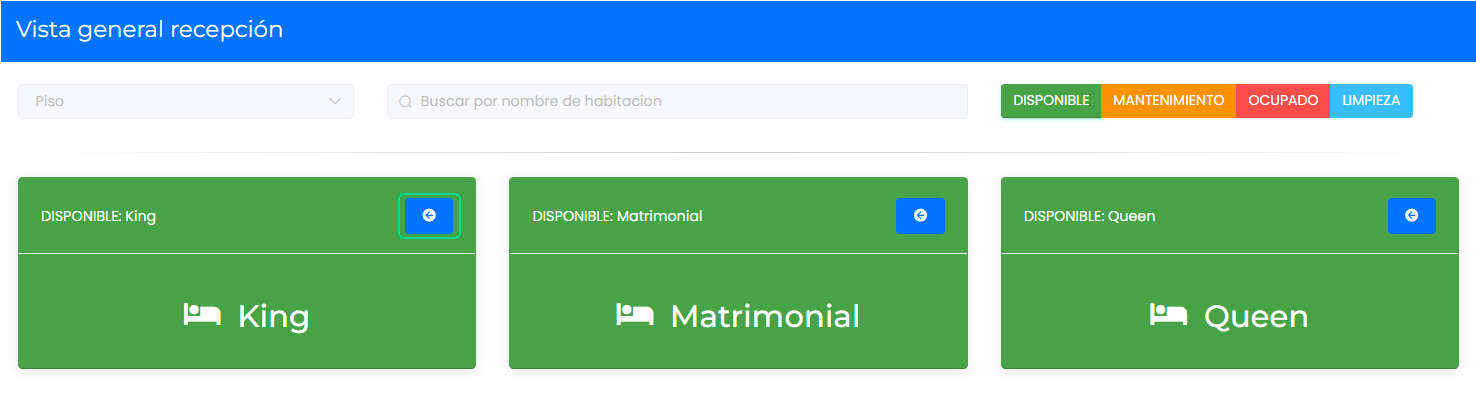 Vista general recepción
Piso
Buscar por nombre de habitacion
DISPONIBLE MANTENIMIENTO OCUPADO LIMPIEZA
DISPONIBLE: King
King
DISPONIBLE: Matrimonial
Matrimonial
DISPONIBLE: Queen
Queen